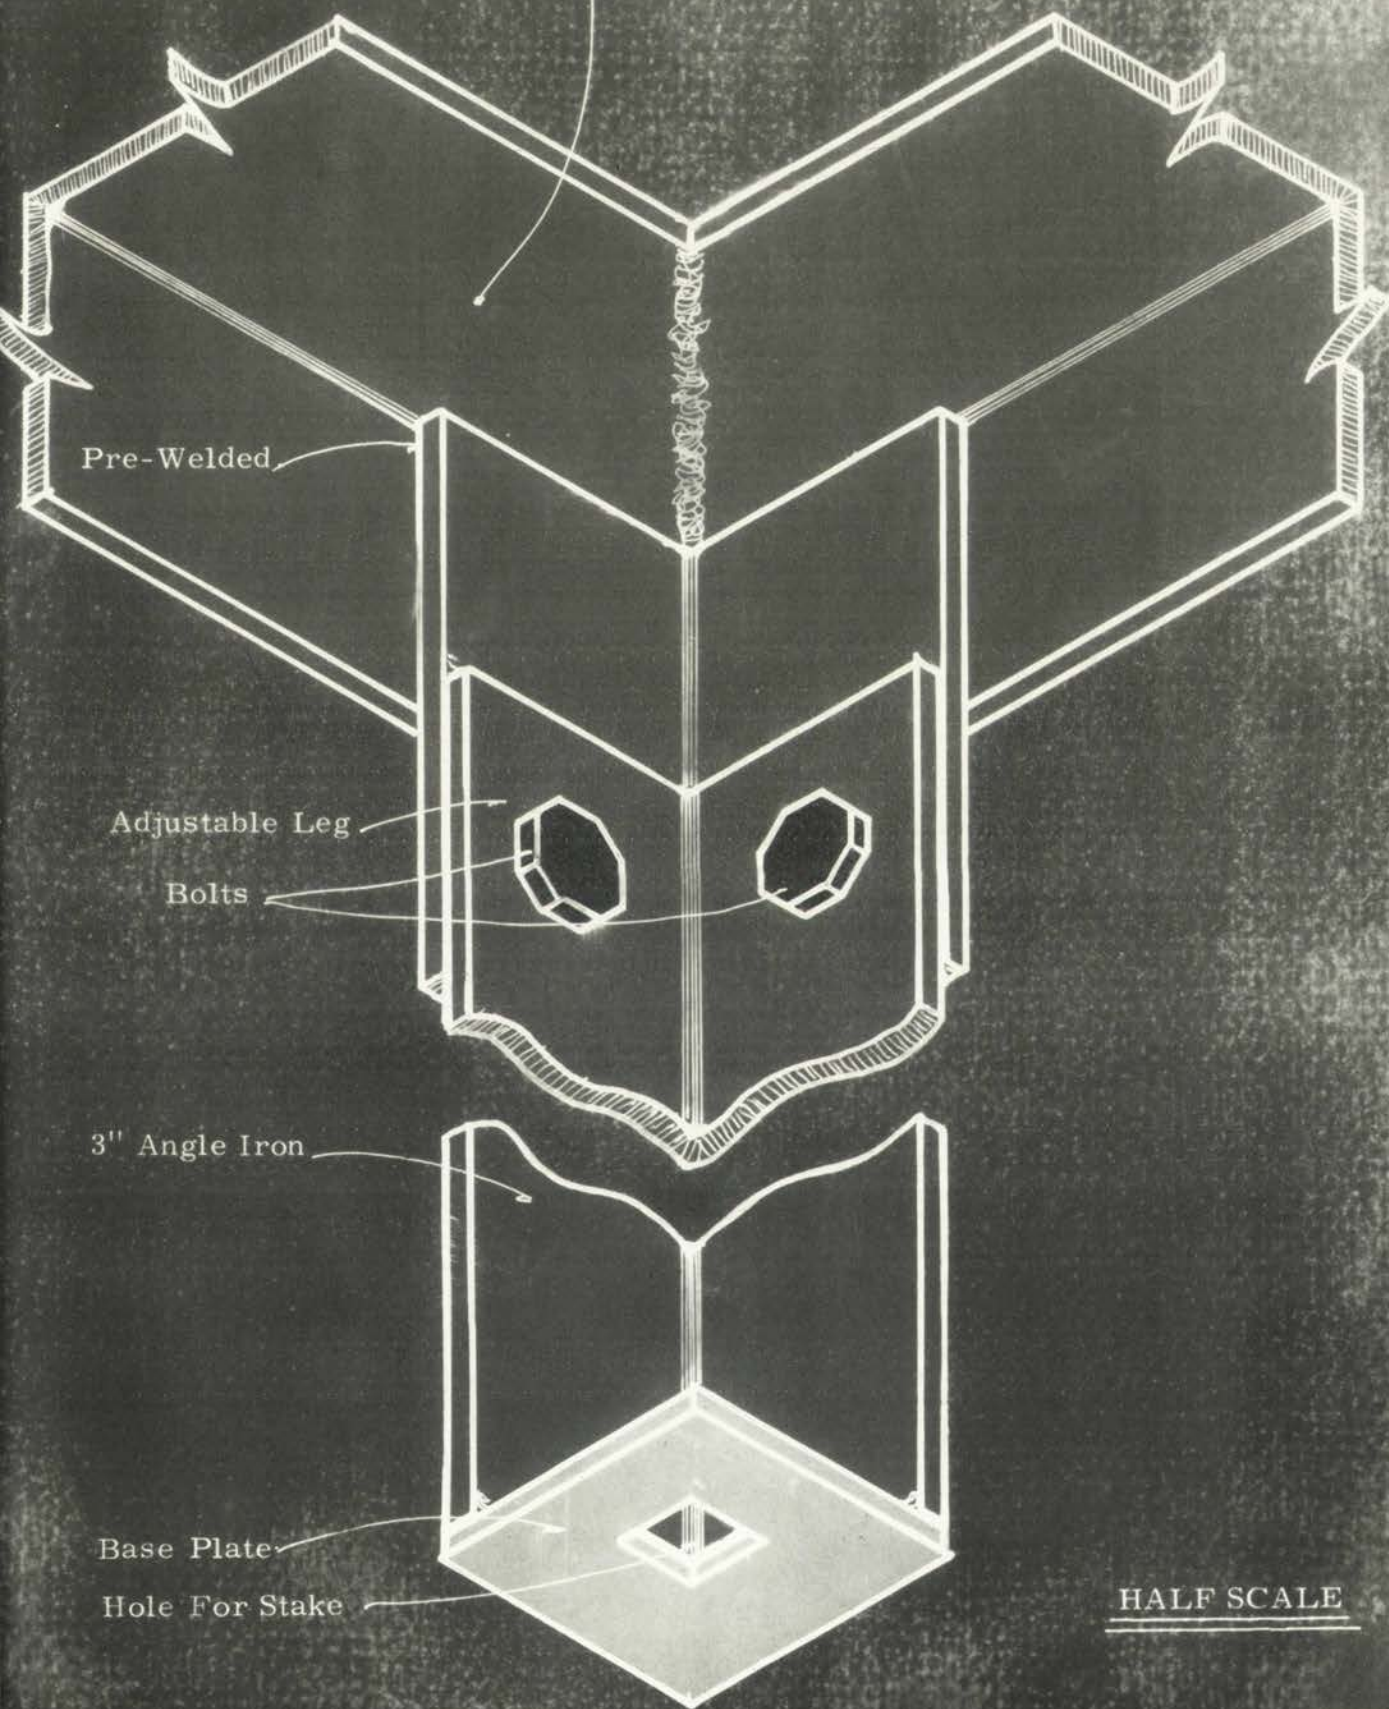 Pre-Welded
Adjustable Leg
Bolts
3" Angle Iron
Base Plate
Hole For Stake
HALF SCALE